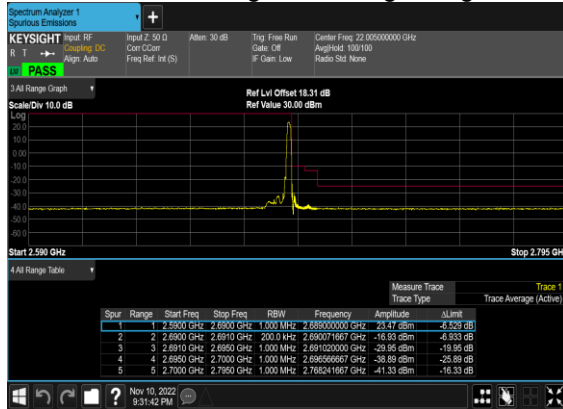 Spectrum Analyzer 1
Spurious Emissions
+
KEYSIGHT Input: RF Input Z: 50 Ω Atten: 30 dB Trig: Free Run Center Freq: 22.005000000 GHz
R T Coupling: DC Corr CCorr Gate: Off Avg|Hold: 100/100
Align: Auto Freq Ref: Int (S) IF Gain: Low Radio Std: None
PASS
3 All Range Graph Ref Lvl Offset 18.31 dB
Scale/Div 10.0 dB Ref Value 30.00 dBm
Log
20.0
10.0
0.00
-10.0
-20.0
-30.0
-40.0
-50.0
-60.0
Start 2.590 GHz Stop 2.795 GH
4 All Range Table
Measure Trace Trace 1
Trace Type Trace Average (Active)
Spur Range Start Freq Stop Freq RBW Frequency Amplitude ΔLimit
1 1 2.5900 GHz 2.6900 GHz 1.000 MHz 2.689000000 GHz 23.47 dBm -6.529 dB
2 2 2.6900 GHz 2.6910 GHz 200.0 kHz 2.690071667 GHz -16.93 dBm -6.933 dB
3 3 2.6910 GHz 2.6950 GHz 1.000 MHz 2.691020000 GHz -29.95 dBm -19.95 dB
4 4 2.6950 GHz 2.7000 GHz 1.000 MHz 2.696566667 GHz -38.89 dBm -25.89 dB
5 5 2.7000 GHz 2.7950 GHz 1.000 MHz 2.768241667 GHz -41.33 dBm -16.33 dB
? Nov 10, 2022
9:31:42 PM